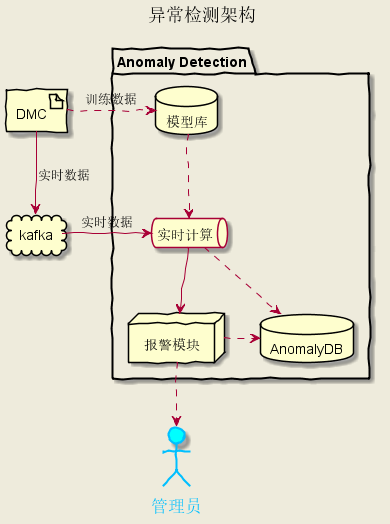 异常检测架构
Anomaly Detection
DMC
训练数据
模型库
实时数据
kafka
实时数据
实时计算
报警模块
AnomalyDB
管理员